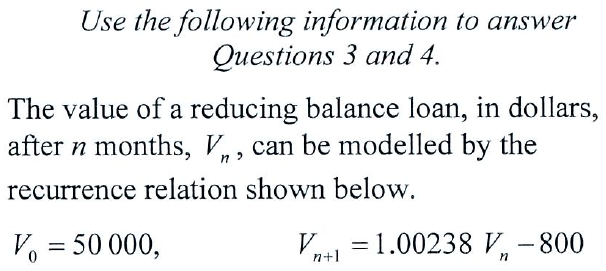 Use the following information to answer
Questions 3 and 4.
The value of a reducing balance loan, in dollars,
after n months, Vₙ, can be modelled by the
recurrence relation shown below.
V₀ = 50 000, Vₙ₊₁ = 1.00238 Vₙ − 800